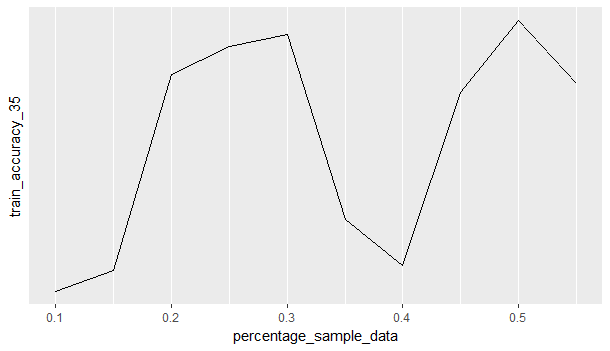 train_accuracy_35
0.1 0.2 0.3 0.4 0.5
percentage_sample_data